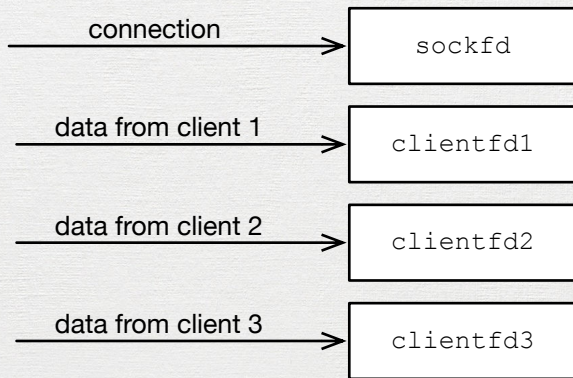 connection
sockfd
data from client 1
clientfd1
data from client 2
clientfd2
data from client 3
clientfd3